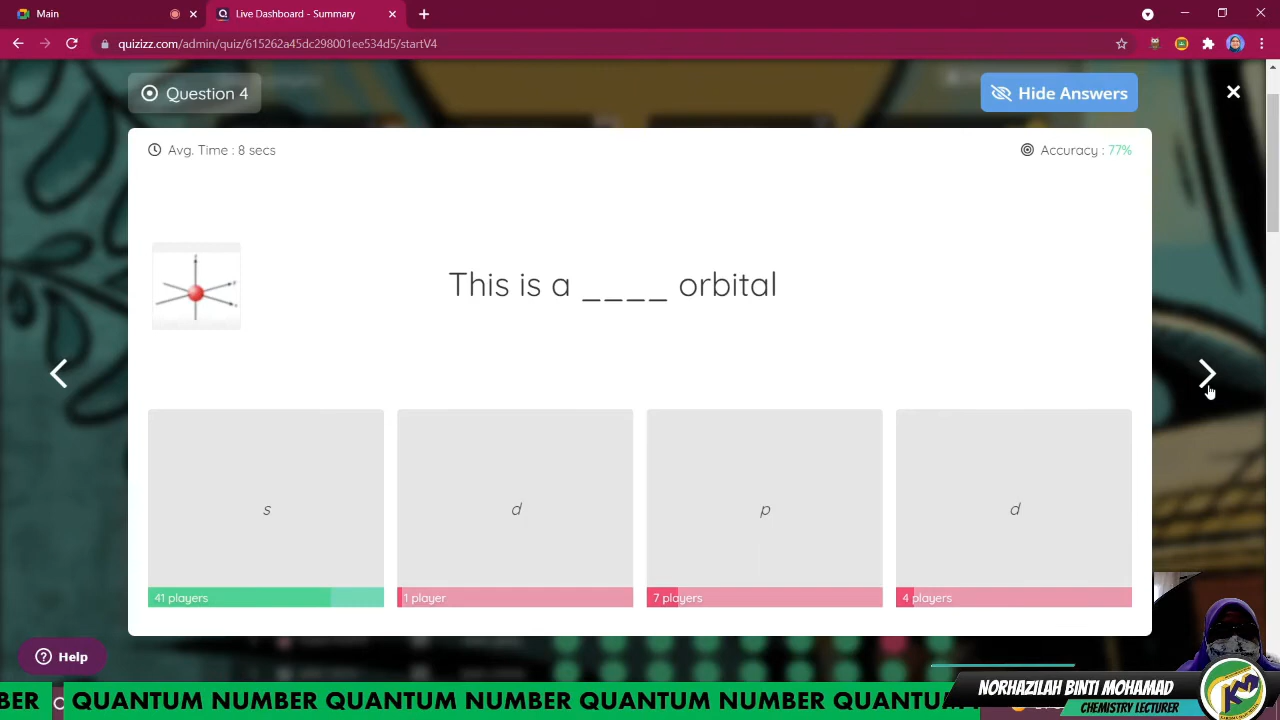 Main
Live Dashboard - Summary
quizizz.com/admin/quiz/615262a45dc298001ee534d5/startV4
Question 4
Hide Answers
Avg. Time : 8 secs
Accuracy : 77%
This is a ____ orbital
s
d
p
d
41 players
1 player
7 players
4 players
Help
BER QUANTUM NUMBER QUANTUM NUMBER QUANTUM NUMBER QUANTU
NORHAZILAH BINTI MOHAMAD
CHEMISTRY LECTURER